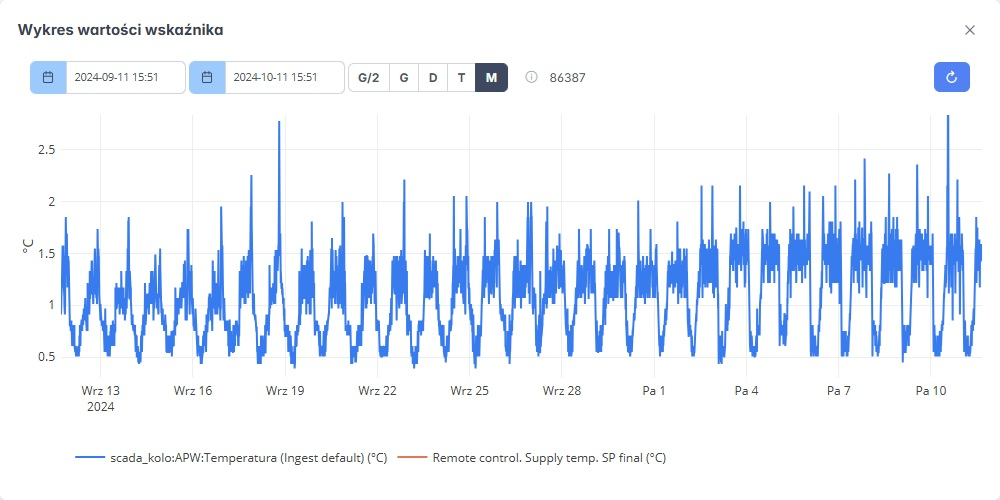 Wykres wartości wskaźnika
2024-09-11 15:51 2024-10-11 15:51 G/2 G D T M 86387
2.5
2
1.5
1
0.5
°C
Wrz 13 Wrz 16 Wrz 19 Wrz 22 Wrz 25 Wrz 28 Pa 1 Pa 4 Pa 7 Pa 10
2024
scada_kolo:APW:Temperatura (Ingest default) (°C) Remote control. Supply temp. SP final (°C)